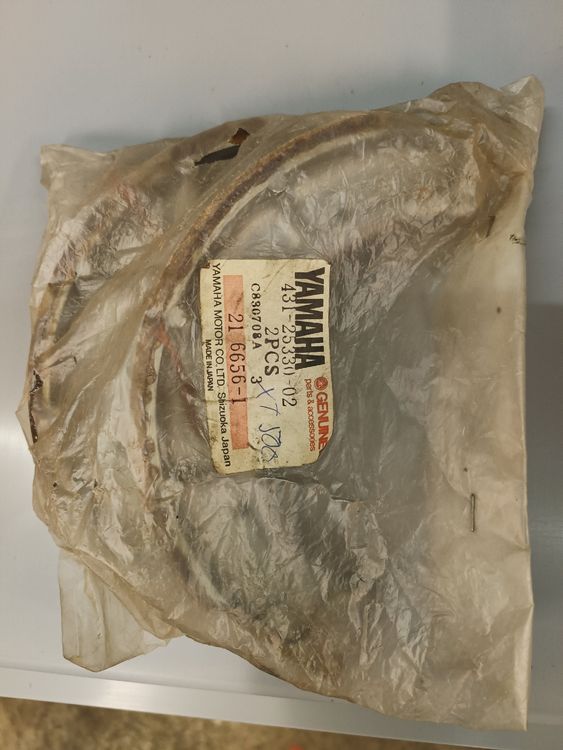 YAMAHA
GENUINE
parts & accessories
431-25330-02
2PCS 3
C830708A
XT 500
21 6656-1
YAMAHA MOTOR CO., LTD. Shizuoka Japan
MADE IN JAPAN